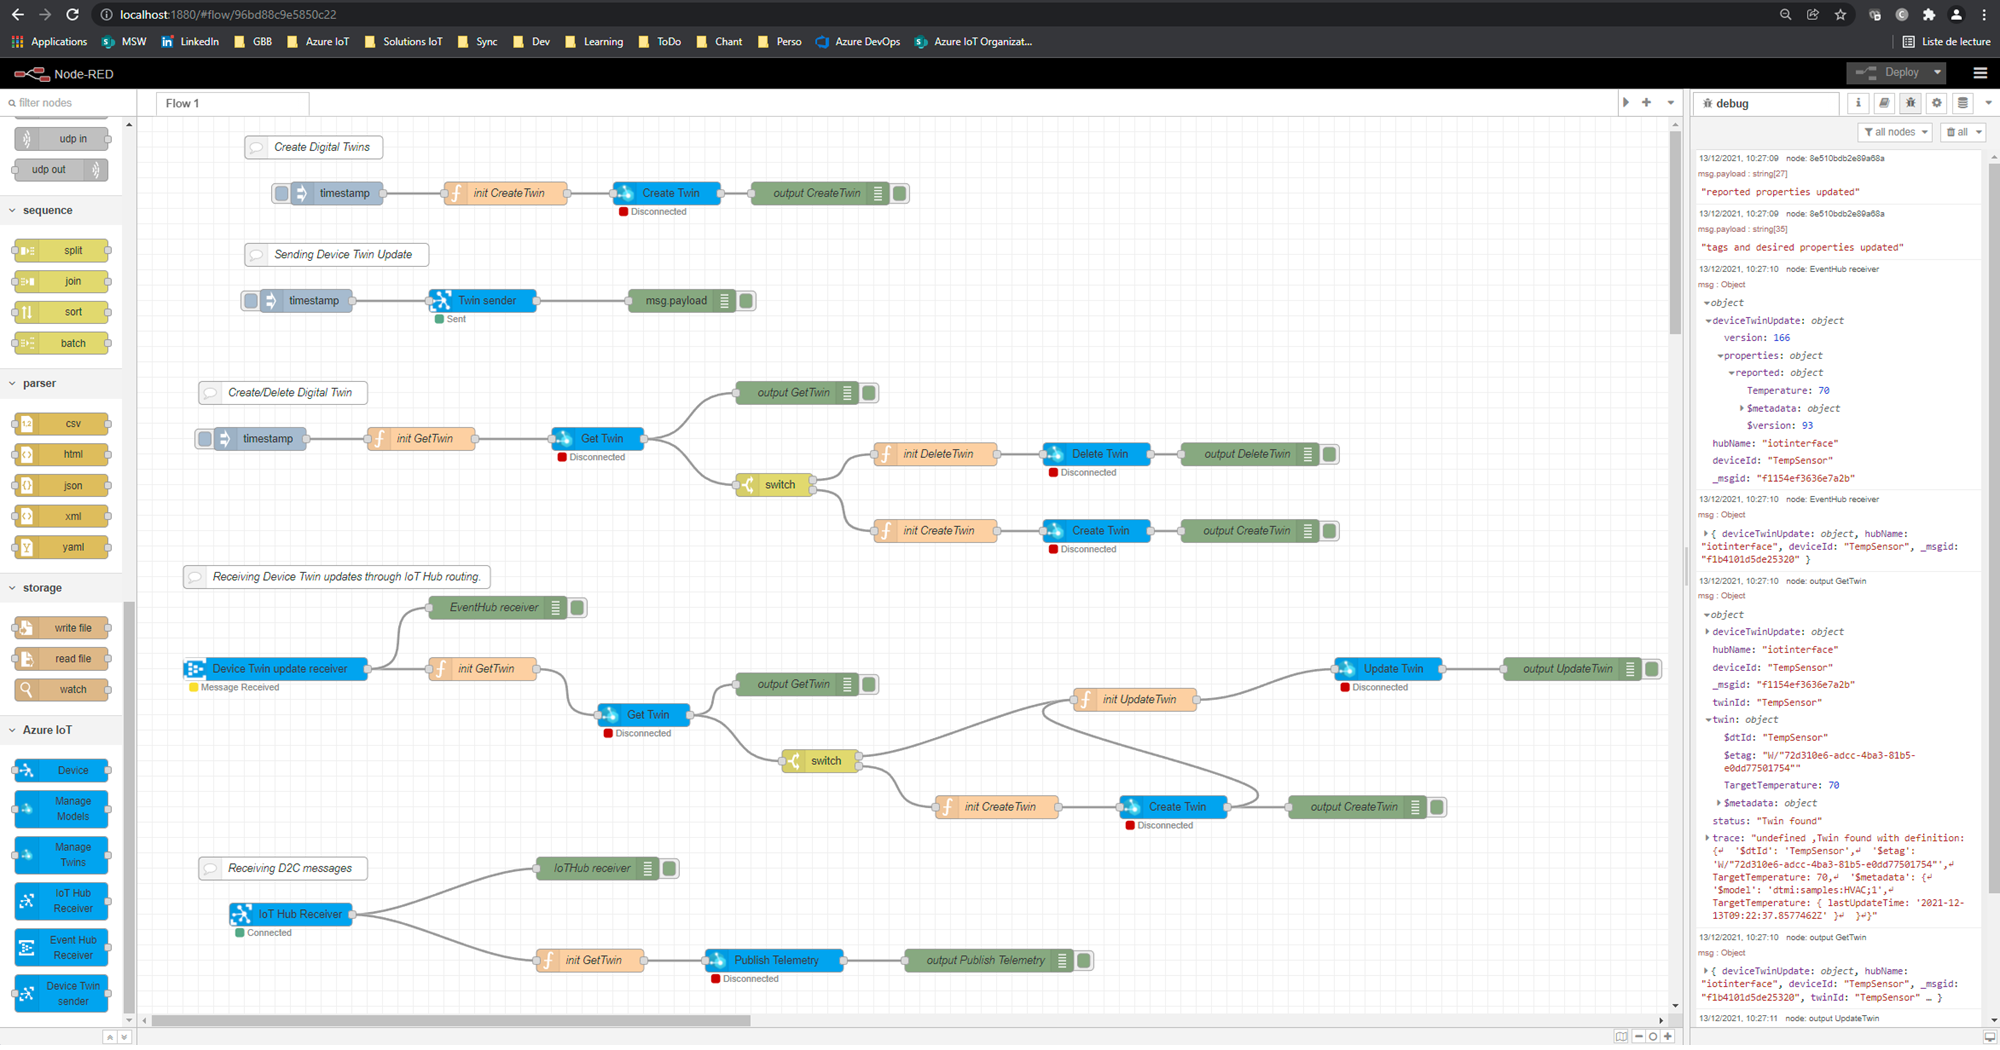 localhost:1880/#flow/96bd88c9e5850c22
Applications
MSW
LinkedIn
GBB
Azure IoT
Solutions IoT
Sync
Dev
Learning
ToDo
Chant
Perso
Azure DevOps
Azure IoT Organizat...
Liste de lecture
Node-RED
Deploy
filter nodes
Flow 1
debug
all nodes
all
udp in
udp out
sequence
split
join
sort
batch
parser
csv
html
json
xml
yaml
storage
write file
read file
watch
Azure IoT
Device
Manage
Models
Manage
Twins
IoT Hub
Receiver
Event Hub
Receiver
Device Twin
sender
Create Digital Twins
timestamp
init CreateTwin
Create Twin
Disconnected
output CreateTwin
Sending Device Twin Update
timestamp
Twin sender
Sent
msg.payload
Create/Delete Digital Twin
timestamp
init GetTwin
Get Twin
Disconnected
output GetTwin
switch
init DeleteTwin
Delete Twin
Disconnected
output DeleteTwin
init CreateTwin
Create Twin
Disconnected
output CreateTwin
Receiving Device Twin updates through IoT Hub routing.
EventHub receiver
Device Twin update receiver
Message Received
init GetTwin
Get Twin
Disconnected
output GetTwin
switch
init UpdateTwin
Update Twin
Disconnected
output UpdateTwin
init CreateTwin
Create Twin
Disconnected
output CreateTwin
Receiving D2C messages
IoTHub receiver
IoT Hub Receiver
Connected
init GetTwin
Publish Telemetry
Disconnected
output Publish Telemetry
13/12/2021, 10:27:09 node: 8e510bdb2e89a68a
msg.payload : string[27]
"reported properties updated"
13/12/2021, 10:27:09 node: 8e510bdb2e89a68a
msg.payload : string[35]
"tags and desired properties updated"
13/12/2021, 10:27:10 node: EventHub receiver
msg : Object
object
deviceTwinUpdate: object
version: 166
properties: object
reported: object
Temperature: 70
$metadata: object
$version: 93
hubName: "iotinterface"
deviceId: "TempSensor"
_msgid: "f1154ef3636e7a2b"
13/12/2021, 10:27:10 node: EventHub receiver
msg : Object
{ deviceTwinUpdate: object, hubName:
"iotinterface", deviceId: "TempSensor", _msgid:
"f1b4101d5de25320" }
13/12/2021, 10:27:10 node: output GetTwin
msg : Object
object
deviceTwinUpdate: object
hubName: "iotinterface"
deviceId: "TempSensor"
_msgid: "f1154ef3636e7a2b"
twinId: "TempSensor"
twin: object
$dtId: "TempSensor"
$etag: "W/"72d310e6-adcc-4ba3-81b5-
e0dd77501754""
TargetTemperature: 70
$metadata: object
status: "Twin found"
trace: "undefined ,Twin found with definition:
{↵ '$dtId': 'TempSensor',↵ '$etag':
'W/"72d310e6-adcc-4ba3-81b5-e0dd77501754"',↵
TargetTemperature: 70,↵ '$metadata': {↵
'$model': 'dtmi:samples:HVAC;1',↵
TargetTemperature: { lastUpdateTime: '2021-12-
13T09:22:37.8577462Z' }↵ }↵}"
13/12/2021, 10:27:10 node: output GetTwin
msg : Object
{ deviceTwinUpdate: object, hubName:
"iotinterface", deviceId: "TempSensor", _msgid:
"f1b4101d5de25320", twinId: "TempSensor" … }
13/12/2021, 10:27:11 node: output UpdateTwin